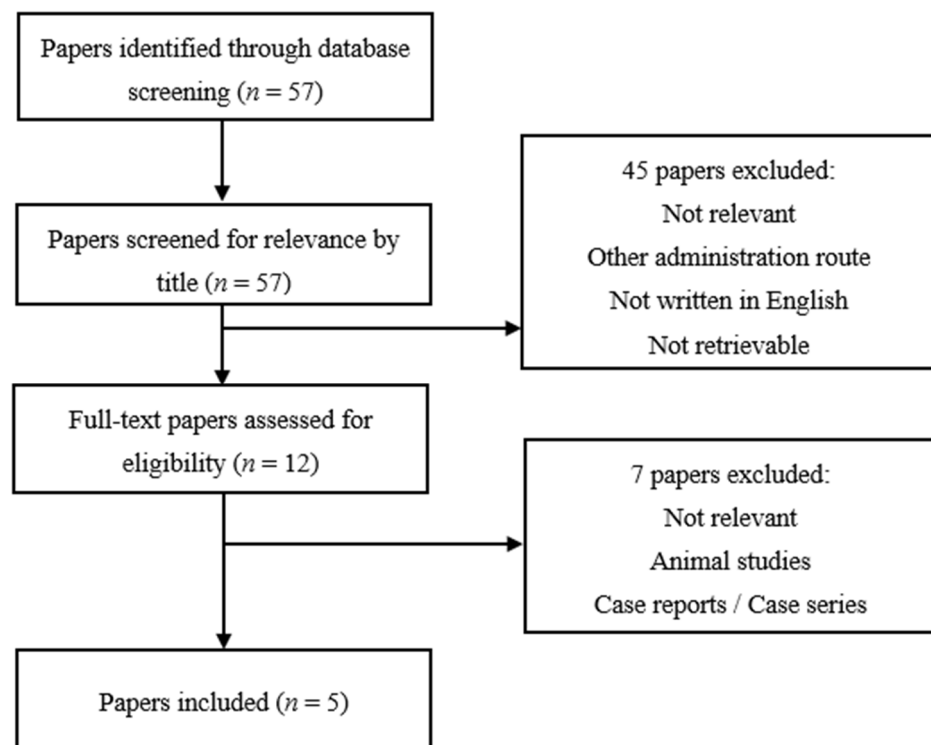 Papers identified through database
screening (n = 57)
Papers screened for relevance by
title (n = 57)
45 papers excluded:
Not relevant
Other administration route
Not written in English
Not retrievable
Full-text papers assessed for
eligibility (n = 12)
7 papers excluded:
Not relevant
Animal studies
Case reports / Case series
Papers included (n = 5)